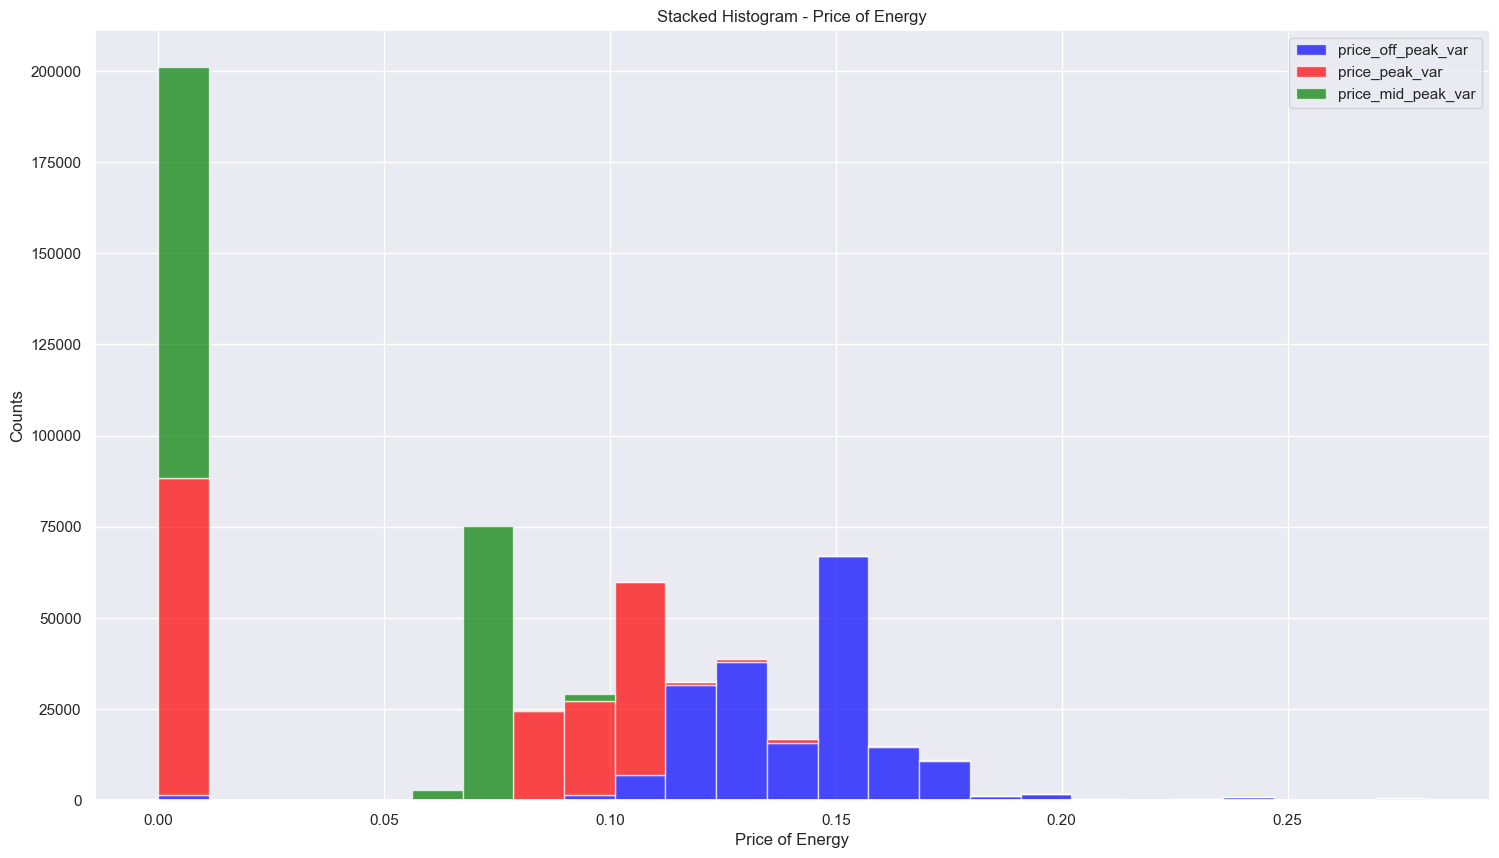 Stacked Histogram - Price of Energy
price_off_peak_var
price_peak_var
price_mid_peak_var
200000
175000
150000
125000
100000
75000
50000
25000
0
Counts
0.00 0.05 0.10 0.15 0.20 0.25
Price of Energy